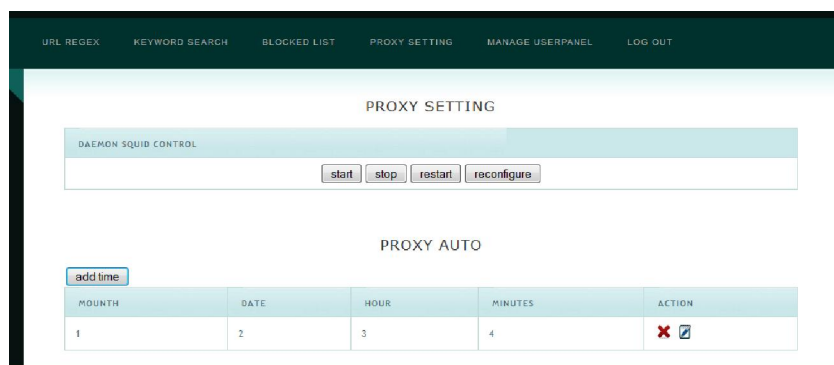 URL REGEX KEYWORD SEARCH BLOCKED LIST PROXY SETTING MANAGE USERPANEL LOG OUT
PROXY SETTING
DAEMON SQUID CONTROL
start stop restart reconfigure
PROXY AUTO
add time
MOUNTH DATE HOUR MINUTES ACTION
1 2 3 4